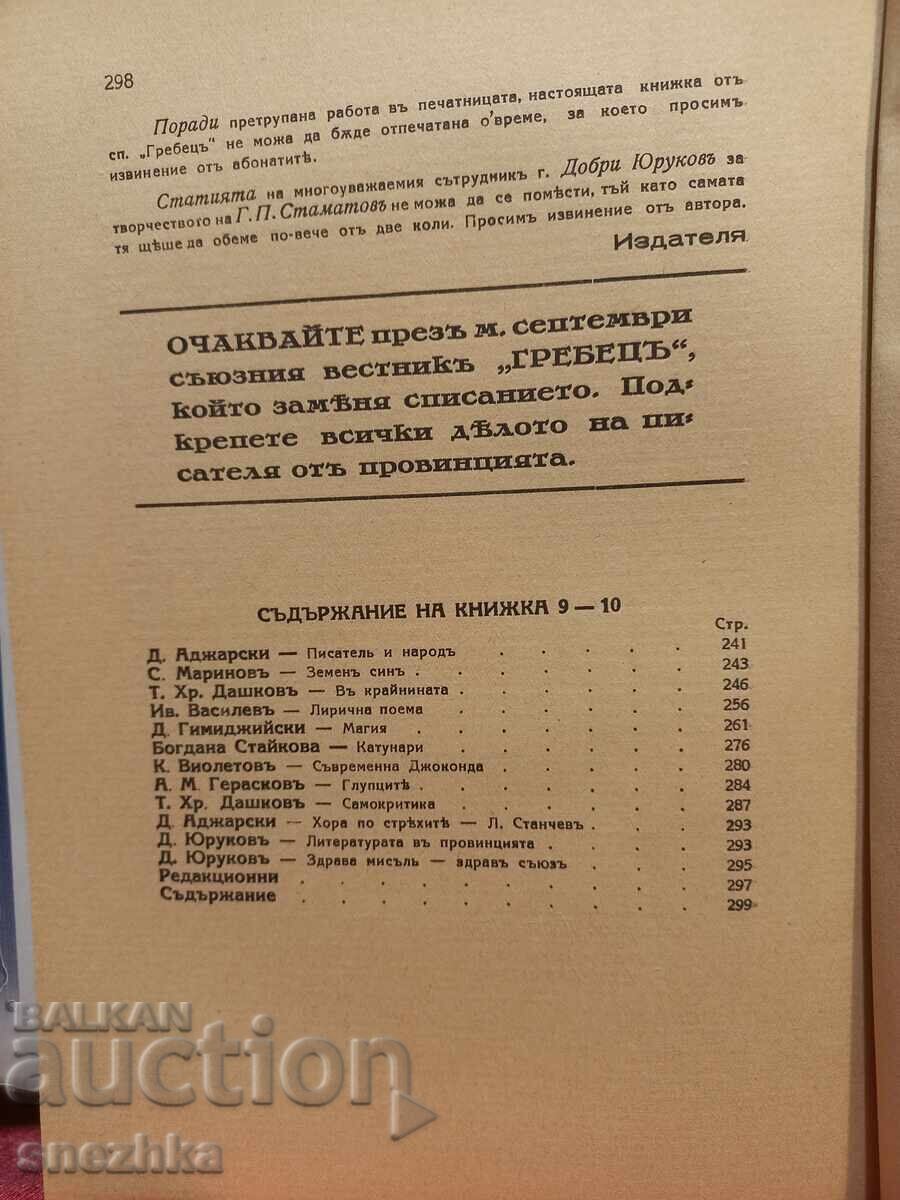 298
Поради претрупана работа въ печатницата, настоящата книжка отъ
сп. „Гребецъ" не можа да бѫде отпечатана о'време, за което просимъ
извинение отъ абонатитѣ.
Статията на многоуважаемия сътрудникъ г. Добри Юруковъ за
творчеството на Г. П. Стаматовъ не можа да се помѣсти, тъй като самата
тя щѣше да обеме по-вече от две коли. Просимъ извинение отъ автора.
Издателя
ОЧАКВАЙТЕ презъ м. септември
съюзния вестникъ „ГРЕБЕЦЪ",
който замѣня списанието. Под-
крепете всички дѣлото на пи-
сателя отъ провинцията.
СЪДЪРЖАНИЕ НА КНИЖКА 9 — 10
Стр.
Д. Аджарски — Писатель и народъ . . . . . 241
С. Мариновъ — Земенъ синъ . . . . . . 243
Т. Хр. Дашковъ — Въ крайнината . . . . . . 246
Ив. Василевъ — Лирична поема . . . . . . 256
Д. Гимиджийски — Магия . . . . . . . 261
Богдана Стайкова — Катунари . . . . . . 276
К. Виолетовъ — Съвременна Джоконда . . . . . 280
А. М. Герасковъ — Глупцитѣ . . . . . . . 284
Т. Хр. Дашковъ — Самокритика . . . . . . 287
Д. Аджарски — Хора по стрѣхитѣ — Л. Станчевъ . . . 293
Д. Юруковъ — Литературата въ провинцията . . . . 293
Д. Юруковъ — Здрава мисъль — здравъ съюзъ . . . 295
Редакционни . . . . . . . . . . 297
Съдържание . . . . . . . . . . 299
BALKAN
auction
snezhka